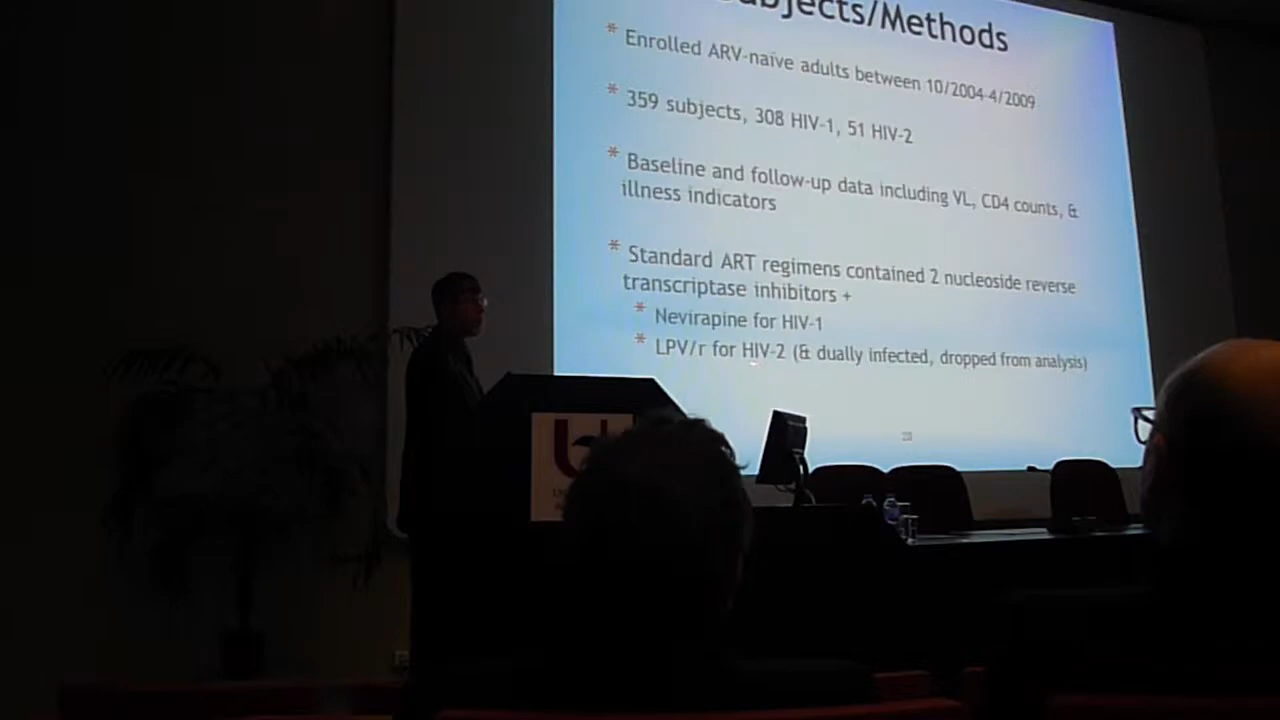 Subjects/Methods
* Enrolled ARV-naïve adults between 10/2004-4/2009
* 359 subjects, 308 HIV-1, 51 HIV-2
* Baseline and follow-up data including VL, CD4 counts, &
illness indicators
* Standard ART regimens contained 2 nucleoside reverse
transcriptase inhibitors +
* Nevirapine for HIV-1
* LPV/r for HIV-2 (& dually infected, dropped from analysis)